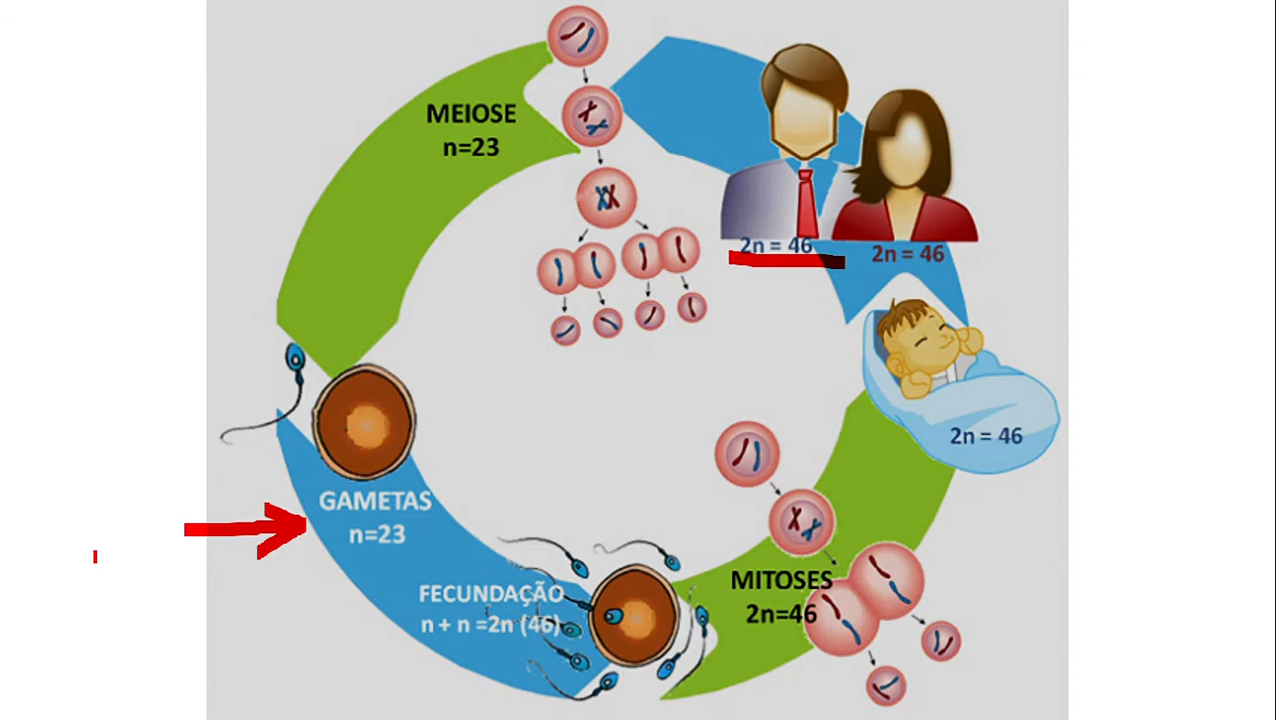 MEIOSE
n=23
2n = 46
2n = 46
2n = 46
GAMETAS
n=23
FECUNDAÇÃO
n + n =2n (46)
MITOSES
2n=46